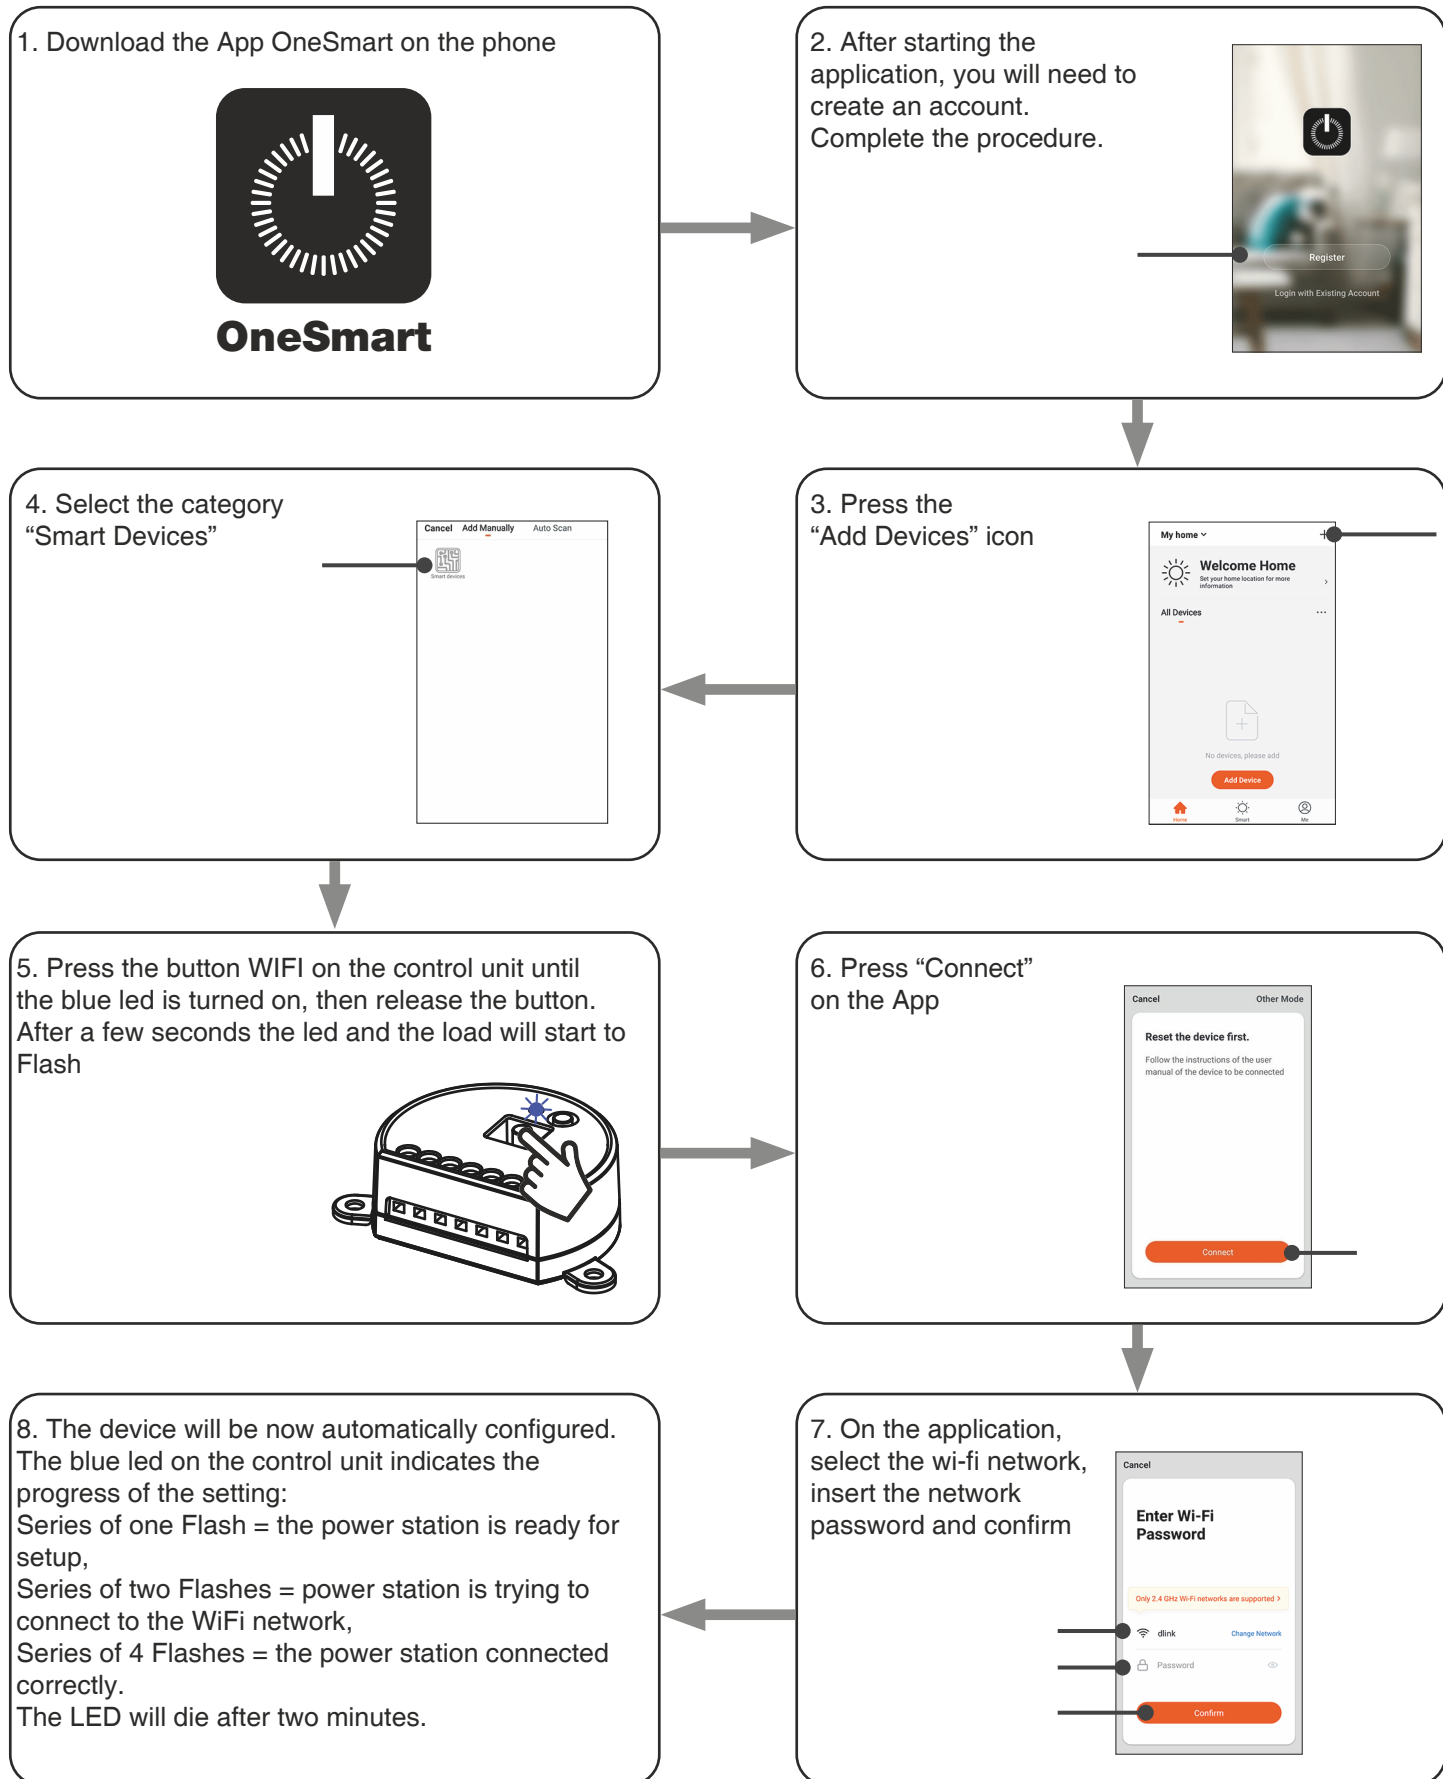 1. Download the App OneSmart on the phone
OneSmart
2. After starting the
application, you will need to
create an account.
Complete the procedure.
Register
Login with Existing Account
3. Press the
“Add Devices” icon
My home
Welcome Home
Set your home location for more
information
All Devices
No devices, please add
Add Device
Home
Smart
Me
4. Select the category
“Smart Devices”
Cancel Add Manually Auto Scan
Smart devices
5. Press the button WIFI on the control unit until
the blue led is turned on, then release the button.
After a few seconds the led and the load will start to
Flash
6. Press “Connect”
on the App
Cancel Other Mode
Reset the device first.
Follow the instructions of the user
manual of the device to be connected
Connect
7. On the application,
select the wi-fi network,
insert the network
password and confirm
Cancel
Enter Wi-Fi
Password
Only 2.4 GHz Wi-Fi networks are supported >
dlink Change Network
Password
Confirm
8. The device will be now automatically configured.
The blue led on the control unit indicates the
progress of the setting:
Series of one Flash = the power station is ready for
setup,
Series of two Flashes = power station is trying to
connect to the WiFi network,
Series of 4 Flashes = the power station connected
correctly.
The LED will die after two minutes.